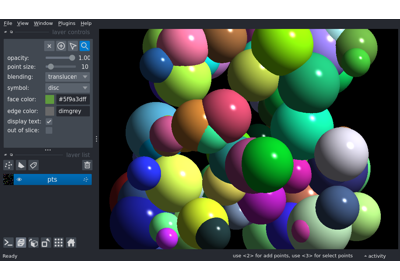 File View Window Plugins Help
layer controls
opacity: 1.00
point size: 10
blending: translucen
symbol: disc
face color: #5f9a3dff
edge color: dimgrey
display text:
out of slice:
layer list
pts
Ready
use <2> for add points, use <3> for select points
activity